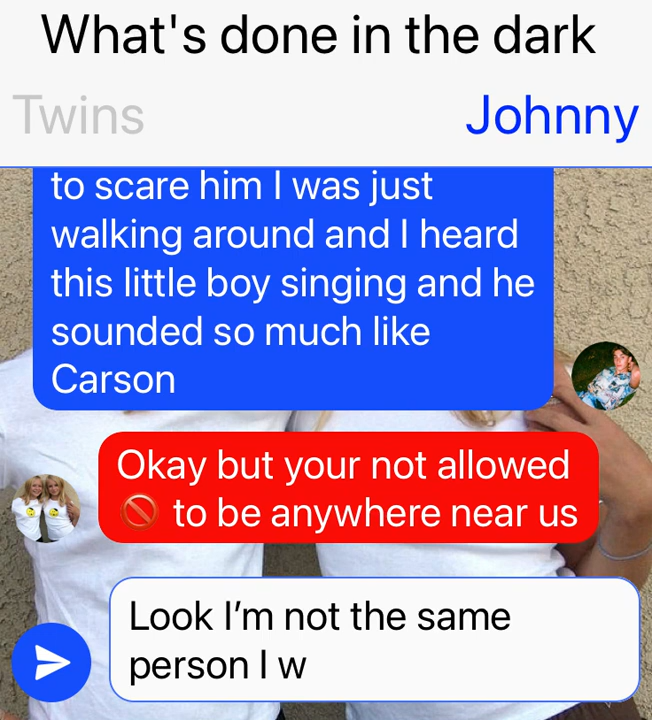 What's done in the dark
Twins
Johnny
to scare him I was just
walking around and I heard
this little boy singing and he
sounded so much like
Carson
Okay but your not allowed
🚫 to be anywhere near us
Look I’m not the same
person I w